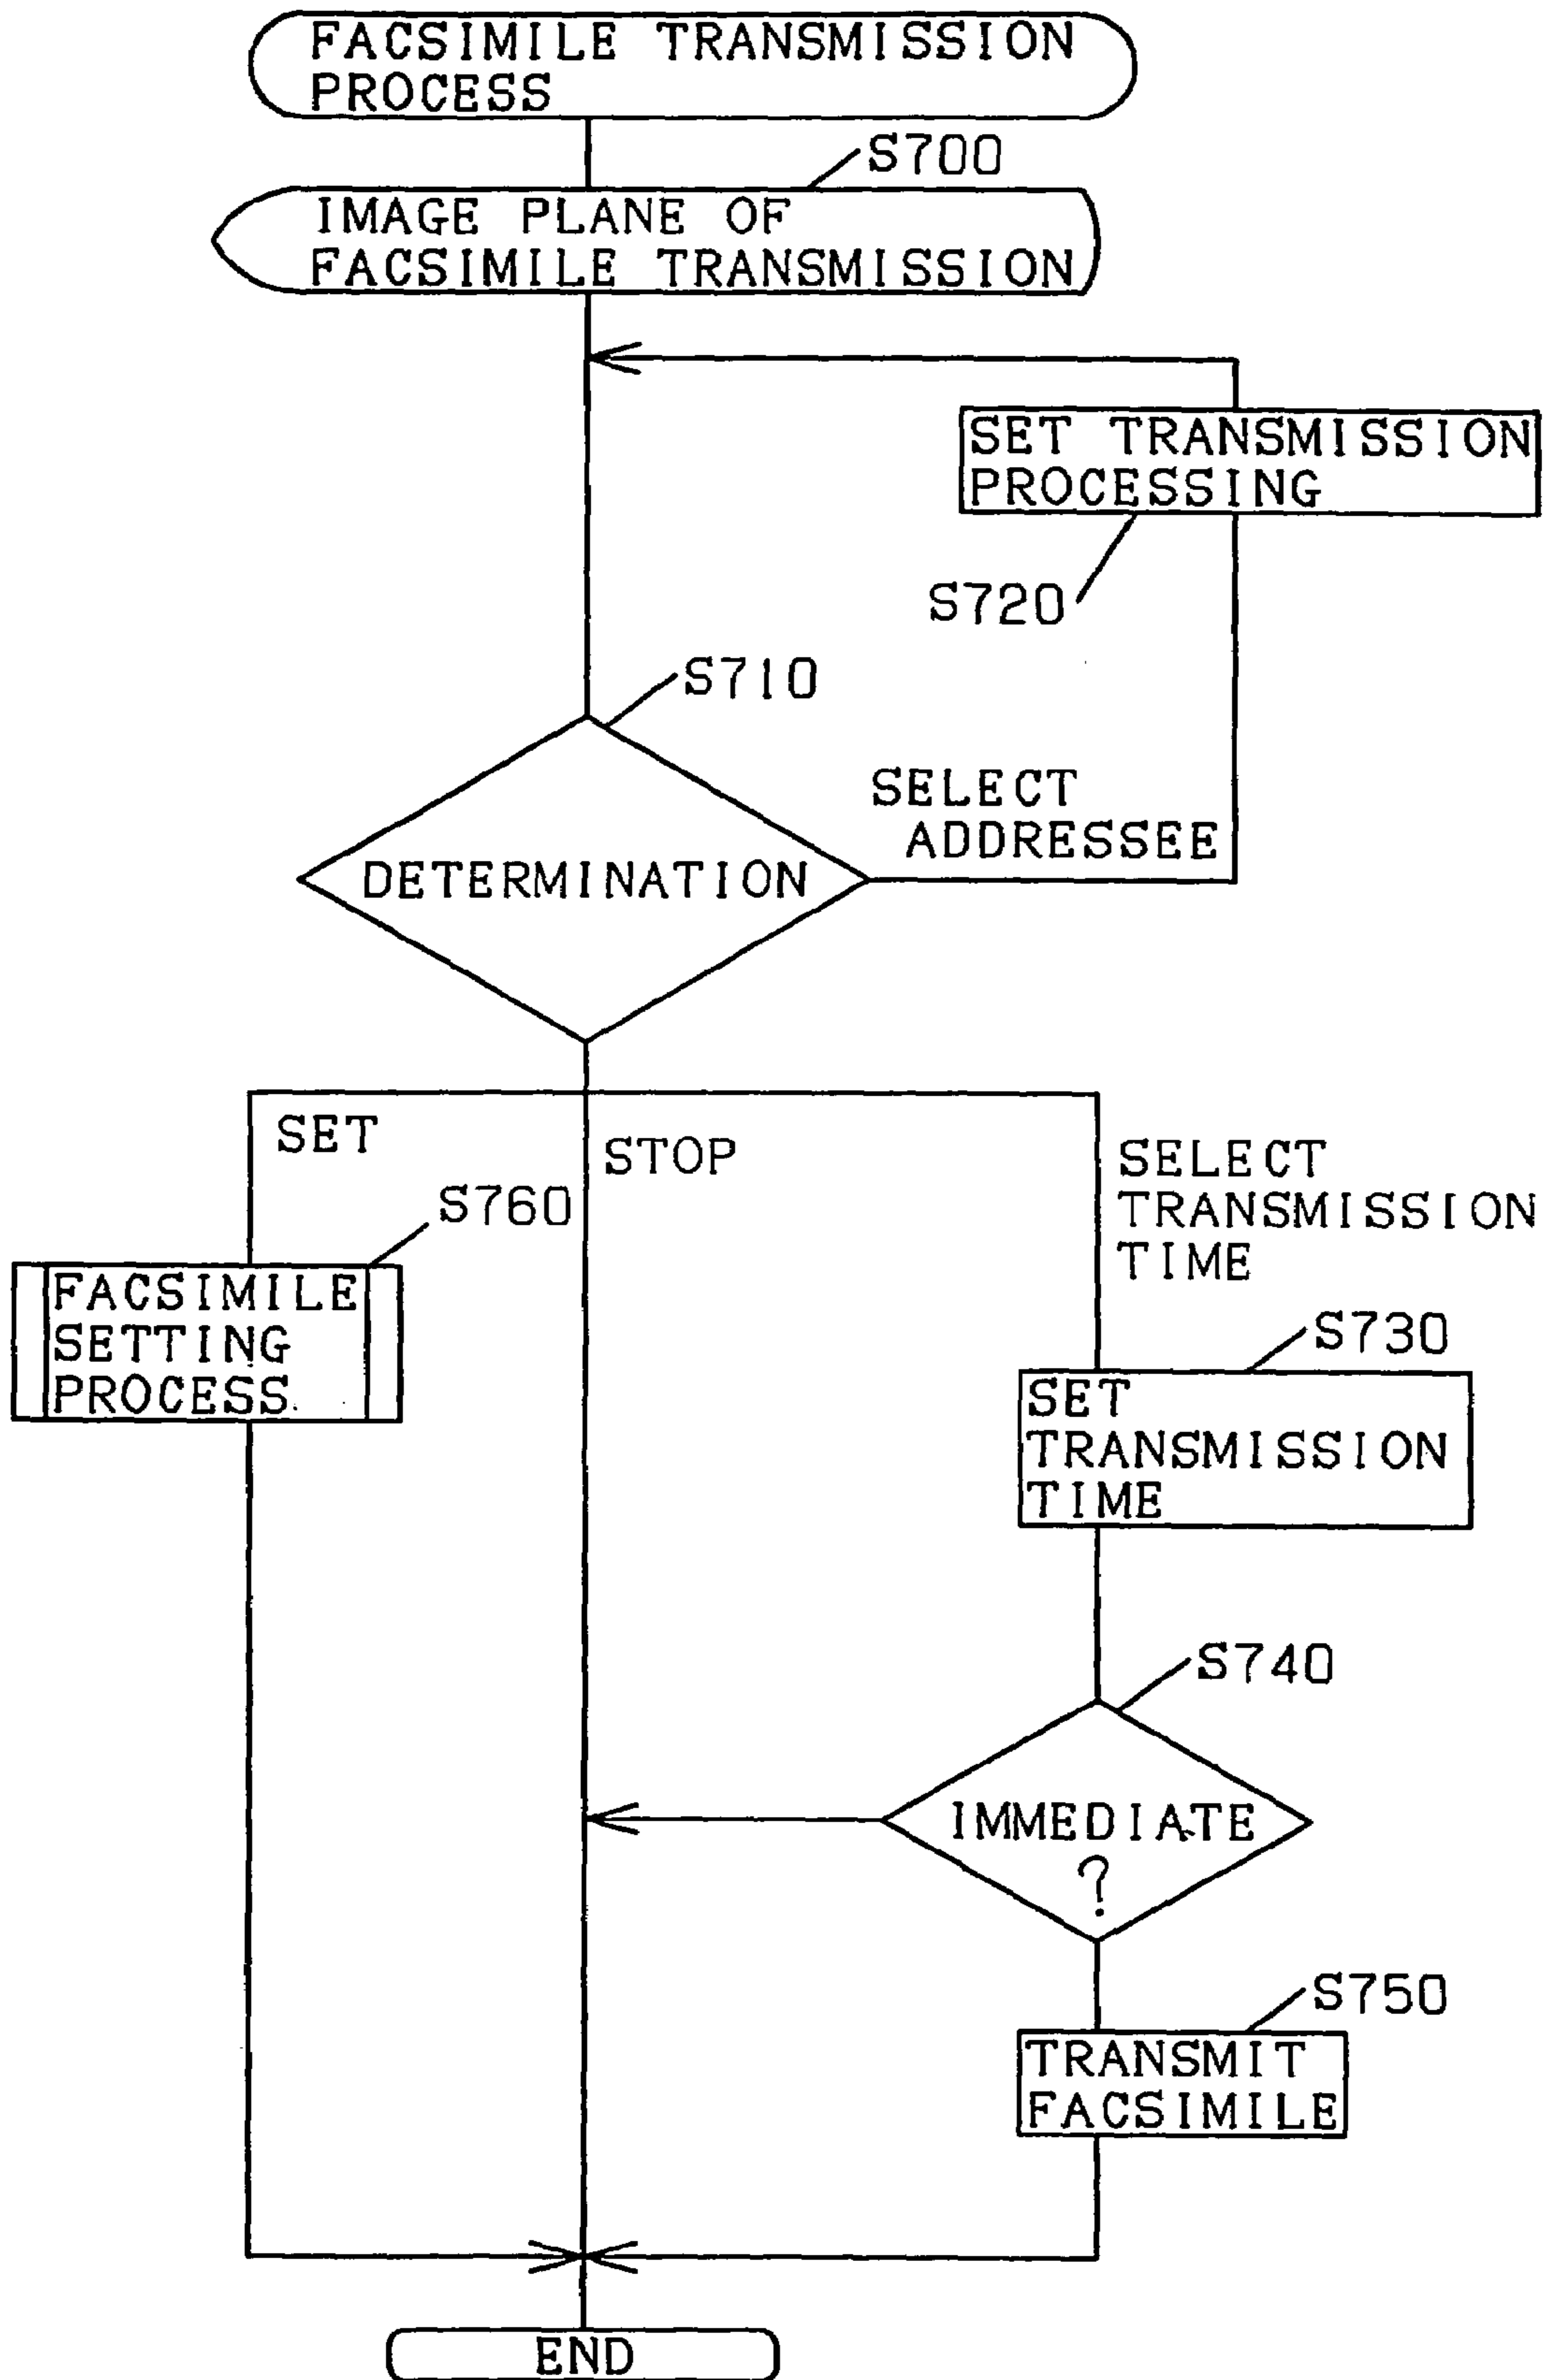 FACSIMILE TRANSMISSION
PROCESS
S700
IMAGE PLANE OF
FACSIMILE TRANSMISSION
SET TRANSMISSION
PROCESSING
S720
S710
SELECT
ADDRESSEE
DETERMINATION
SET
STOP
SELECT
TRANSMISSION
TIME
S760
FACSIMILE
SETTING
PROCESS
S730
SET
TRANSMISSION
TIME
S740
IMMEDIATE
?
S750
TRANSMIT
FACSIMILE
END